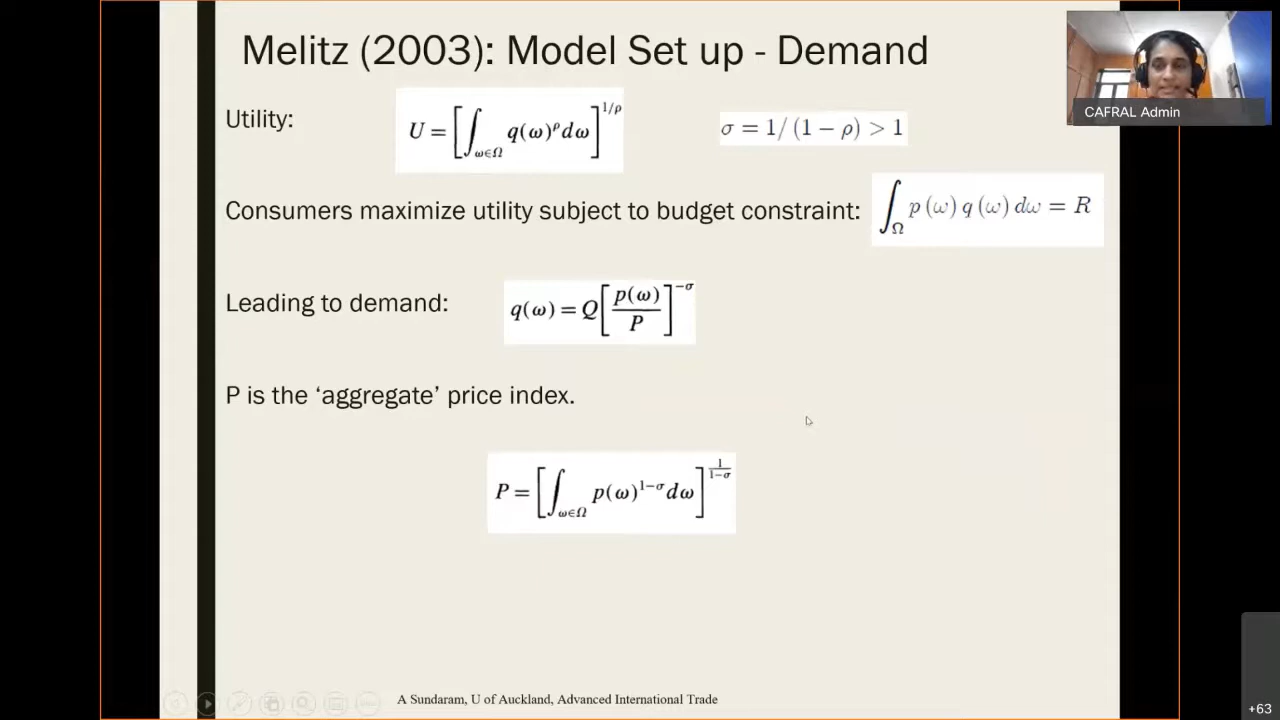 Melitz (2003): Model Set up - Demand
CAFRAL Admin
Utility:
U = [∫_{ω∈Ω} q(ω)^ρ dω]^{1/ρ}
σ = 1/ (1 − ρ) > 1
Consumers maximize utility subject to budget constraint:
∫_Ω p (ω) q (ω) dω = R
Leading to demand:
q(ω) = Q[p(ω)/P]^{−σ}
P is the ‘aggregate’ price index.
P = [∫_{ω∈Ω} p(ω)^{1−σ} dω]^{1/(1−σ)}
A Sundaram, U of Auckland, Advanced International Trade
+63